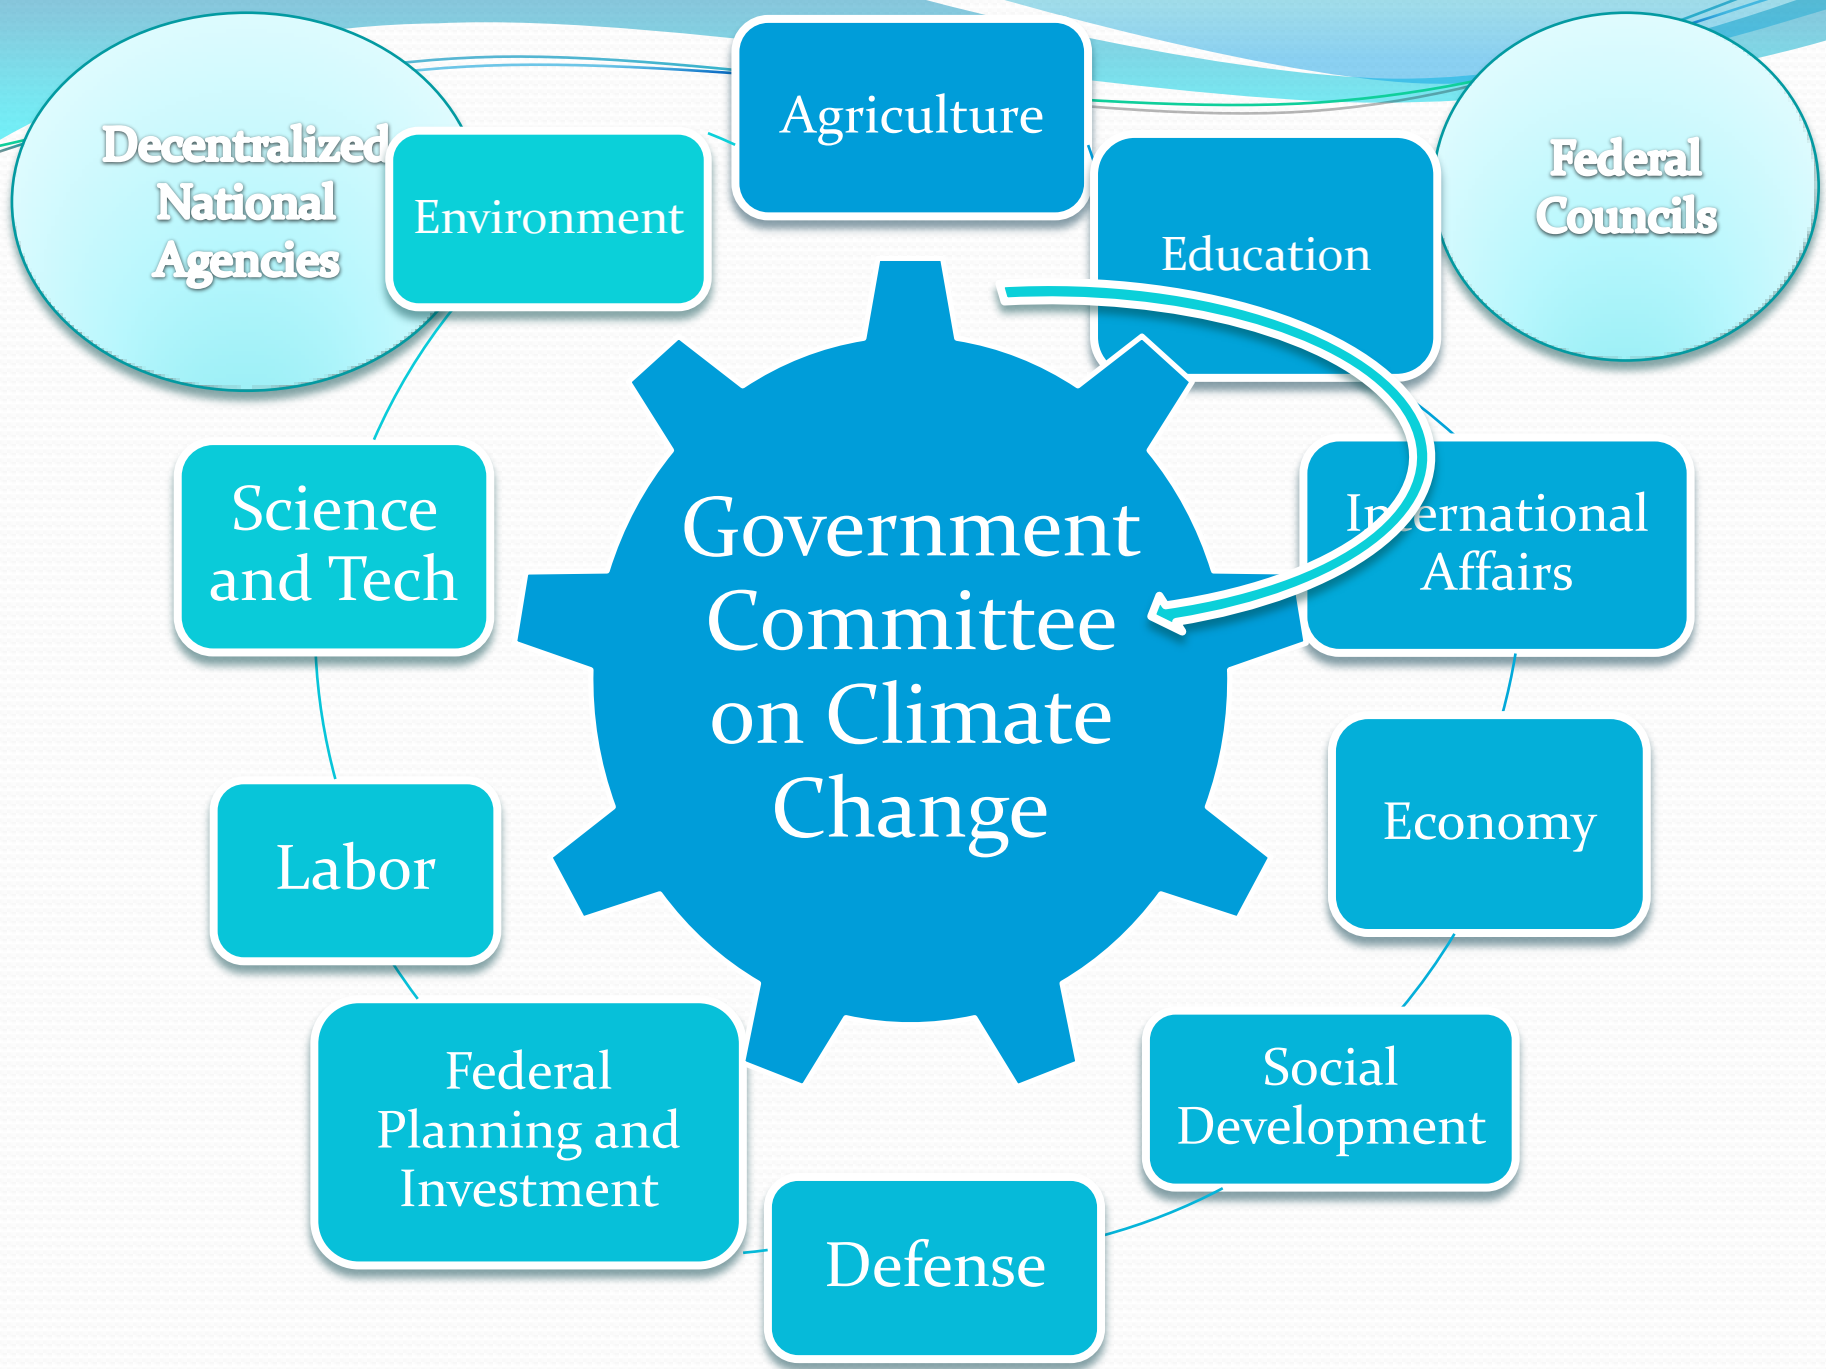 Decentralized
National
Agencies
Environment
Agriculture
Education
Federal
Councils
Science
and Tech
Government
Committee
on Climate
Change
International
Affairs
Labor
Economy
Federal
Planning and
Investment
Social
Development
Defense